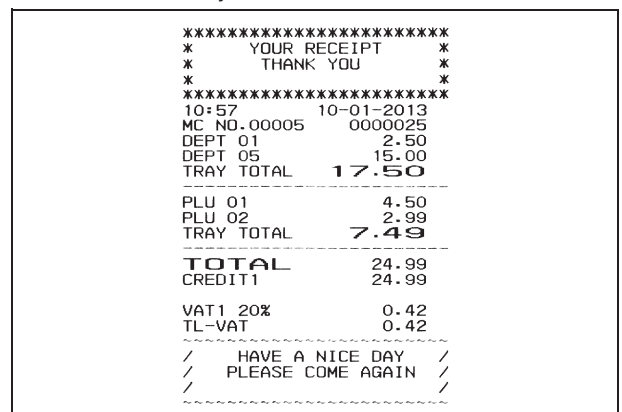 ************************
* YOUR RECEIPT *
* THANK YOU *
* *
************************
10:57 10-01-2013
MC NO.00005 0000025
DEPT 01 2.50
DEPT 05 15.00
TRAY TOTAL 17.50
------------------------
PLU 01 4.50
PLU 02 2.99
TRAY TOTAL 7.49
------------------------
TOTAL 24.99
CREDIT1 24.99
VAT1 20% 0.42
TL-VAT 0.42
~~~~~~~~~~~~~~~~~~~~~~~~
/ HAVE A NICE DAY /
/ PLEASE COME AGAIN /
/ /
~~~~~~~~~~~~~~~~~~~~~~~~